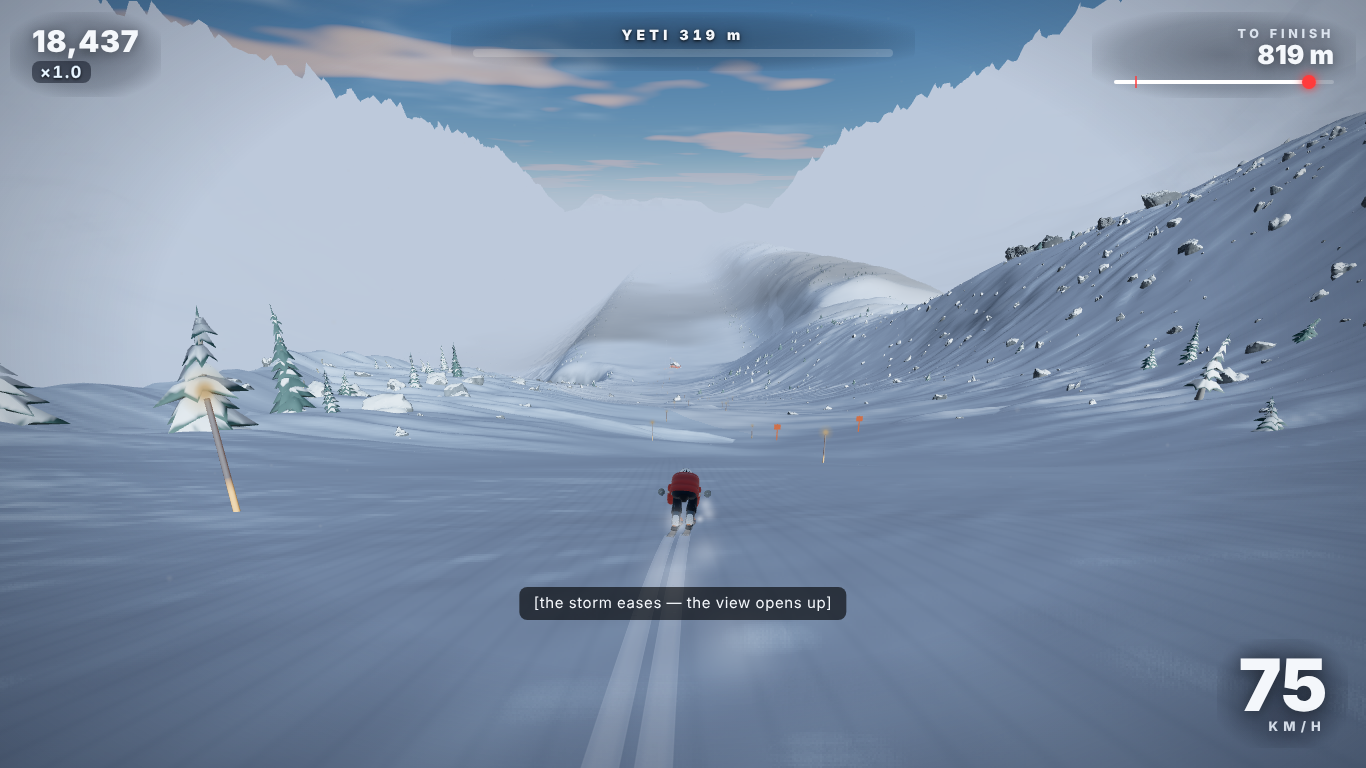 18,437
×1.0
YETI 319 m
TO FINISH
819 m
[the storm eases — the view opens up]
75
KM/H